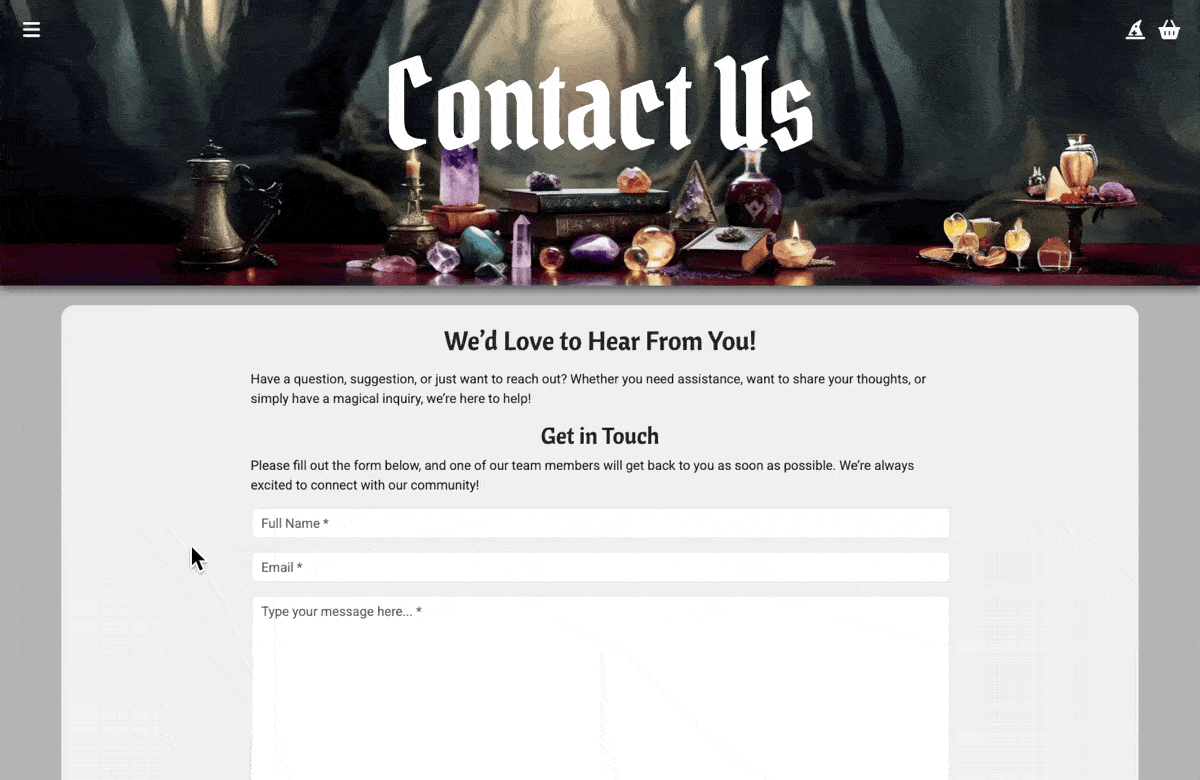 Contact Us
We’d Love to Hear From You!
Have a question, suggestion, or just want to reach out? Whether you need assistance, want to share your thoughts, or
simply have a magical inquiry, we’re here to help!
Get in Touch
Please fill out the form below, and one of our team members will get back to you as soon as possible. We’re always
excited to connect with our community!
Full Name *
Email *
Type your message here... *